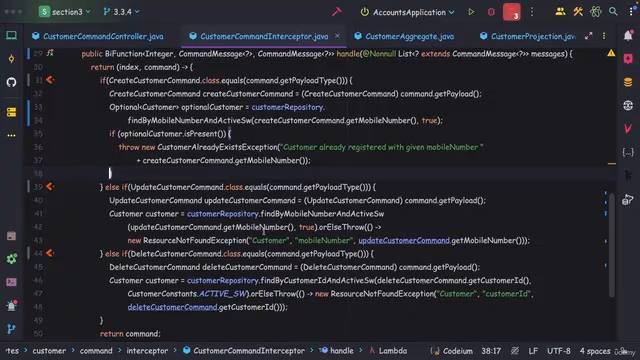 section3 3.3.4 AccountsApplication 3
CustomerCommandController.java CustomerCommandInterceptor.java CustomerAggregate.java CustomerProjection.java
29 public BiFunction<Integer, CommandMessage<?>, CommandMessage<?>> handle(@Nonnull List<? extends CommandMessage<?>> messages) {
30 return (index, command) -> {
31 if(CreateCustomerCommand.class.equals(command.getPayloadType())) {
32 CreateCustomerCommand createCustomerCommand = (CreateCustomerCommand) command.getPayload();
33 Optional<Customer> optionalCustomer = customerRepository.
34 findByMobileNumberAndActiveSw(createCustomerCommand.getMobileNumber(), true);
35 if (optionalCustomer.isPresent()) {
36 throw new CustomerAlreadyExistsException("Customer already registered with given mobileNumber "
37 + createCustomerCommand.getMobileNumber());
38 }
39 } else if(UpdateCustomerCommand.class.equals(command.getPayloadType())) {
40 UpdateCustomerCommand updateCustomerCommand = (UpdateCustomerCommand) command.getPayload();
41 Customer customer = customerRepository.findByMobileNumberAndActiveSw
42 (updateCustomerCommand.getMobileNumber(), true).orElseThrow(() ->
43 new ResourceNotFoundException("Customer", "mobileNumber", updateCustomerCommand.getMobileNumber()));
44 } else if(DeleteCustomerCommand.class.equals(command.getPayloadType())) {
45 DeleteCustomerCommand deleteCustomerCommand = (DeleteCustomerCommand) command.getPayload();
46 Customer customer = customerRepository.findByCustomerIdAndActiveSw(deleteCustomerCommand.getCustomerId(),
47 CustomerConstants.ACTIVE_SW).orElseThrow(() -> new ResourceNotFoundException("Customer", "customerId",
48 deleteCustomerCommand.getCustomerId()));
49 }
50 return command;
tes customer command interceptor CustomerCommandInterceptor handle Lambda Codeium 38:17 LF UTF-8 4 spaces